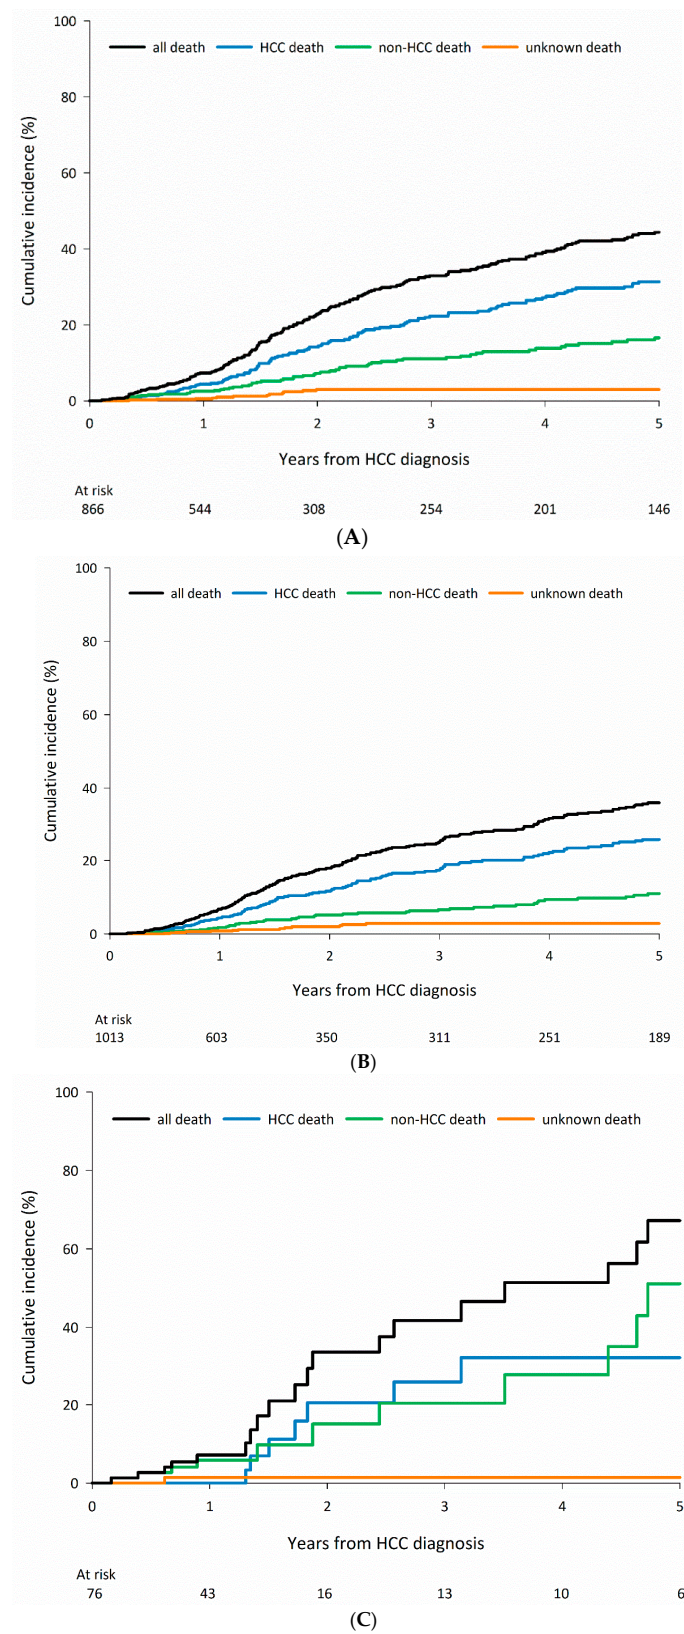 100
all death HCC death non-HCC death unknown death
80
60
40
20
0
Cumulative incidence (%)
0 1 2 3 4 5
Years from HCC diagnosis
At risk
866 544 308 254 201 146
(A)
100
all death HCC death non-HCC death unknown death
80
60
40
20
0
Cumulative incidence (%)
0 1 2 3 4 5
Years from HCC diagnosis
At risk
1013 603 350 311 251 189
(B)
100
all death HCC death non-HCC death unknown death
80
60
40
20
0
Cumulative incidence (%)
0 1 2 3 4 5
Years from HCC diagnosis
At risk
76 43 16 13 10 6
(C)